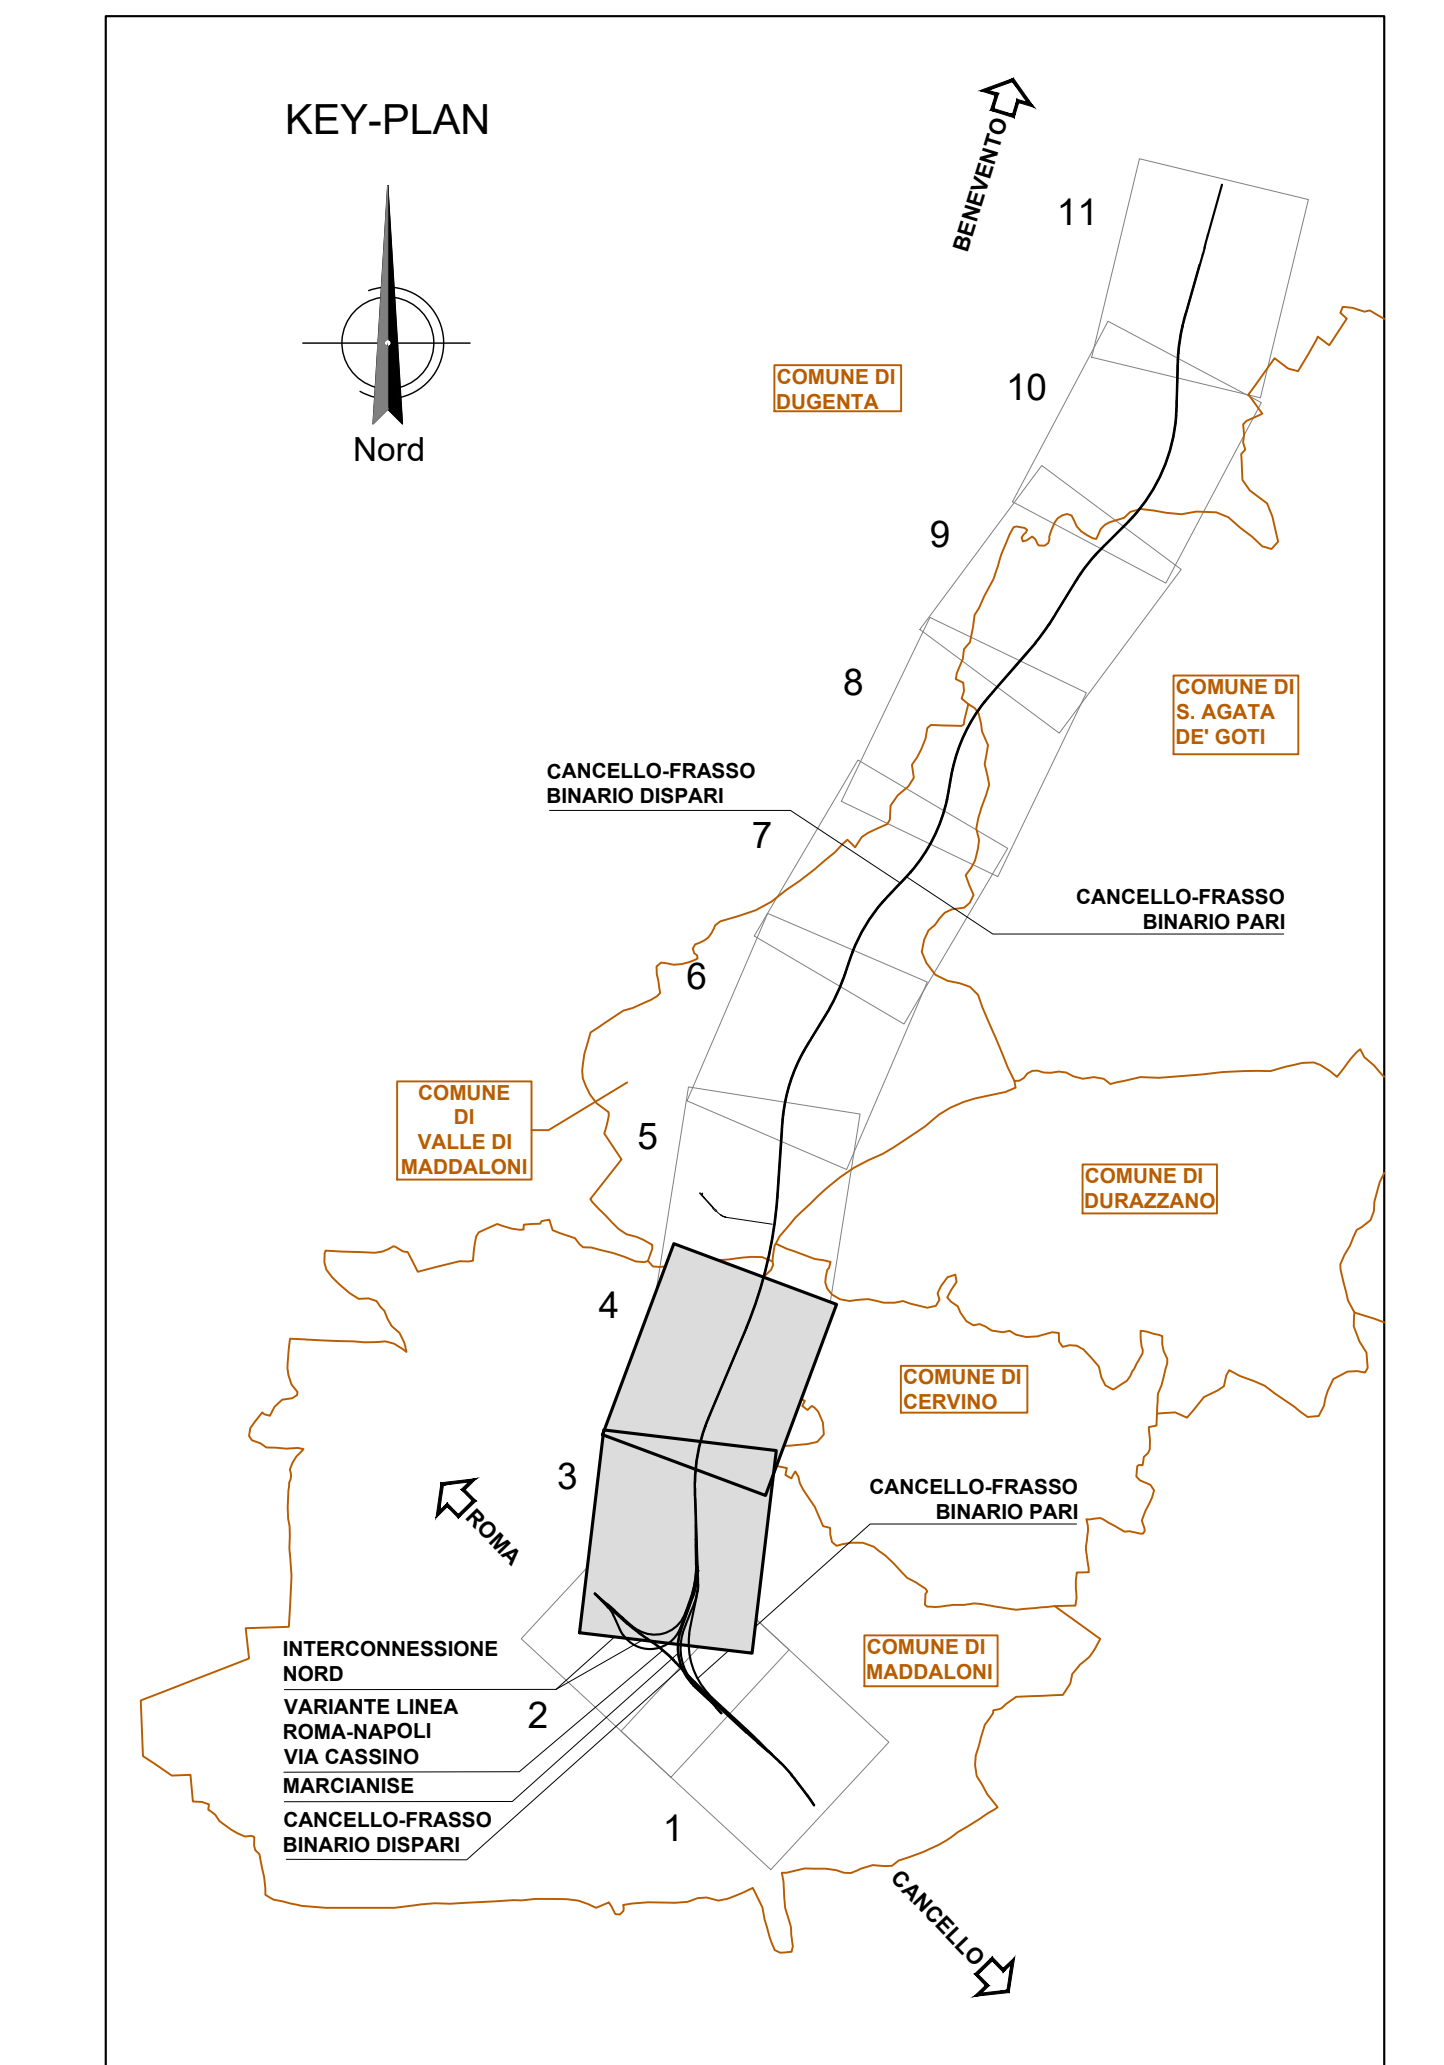 KEY-PLAN
Nord
BENEVENTO
11
COMUNE DI
DUGENTA
10
9
8
COMUNE DI
S. AGATA
DE' GOTI
CANCELLO-FRASSO
BINARIO DISPARI
7
CANCELLO-FRASSO
BINARIO PARI
6
COMUNE
DI
VALLE DI
MADDALONI
5
COMUNE DI
DURAZZANO
4
COMUNE DI
CERVINO
3
CANCELLO-FRASSO
BINARIO PARI
ROMA
INTERCONNESSIONE
NORD
COMUNE DI
MADDALONI
VARIANTE LINEA
ROMA-NAPOLI
VIA CASSINO
2
MARCIANISE
CANCELLO-FRASSO
BINARIO DISPARI
1
CANCELLO